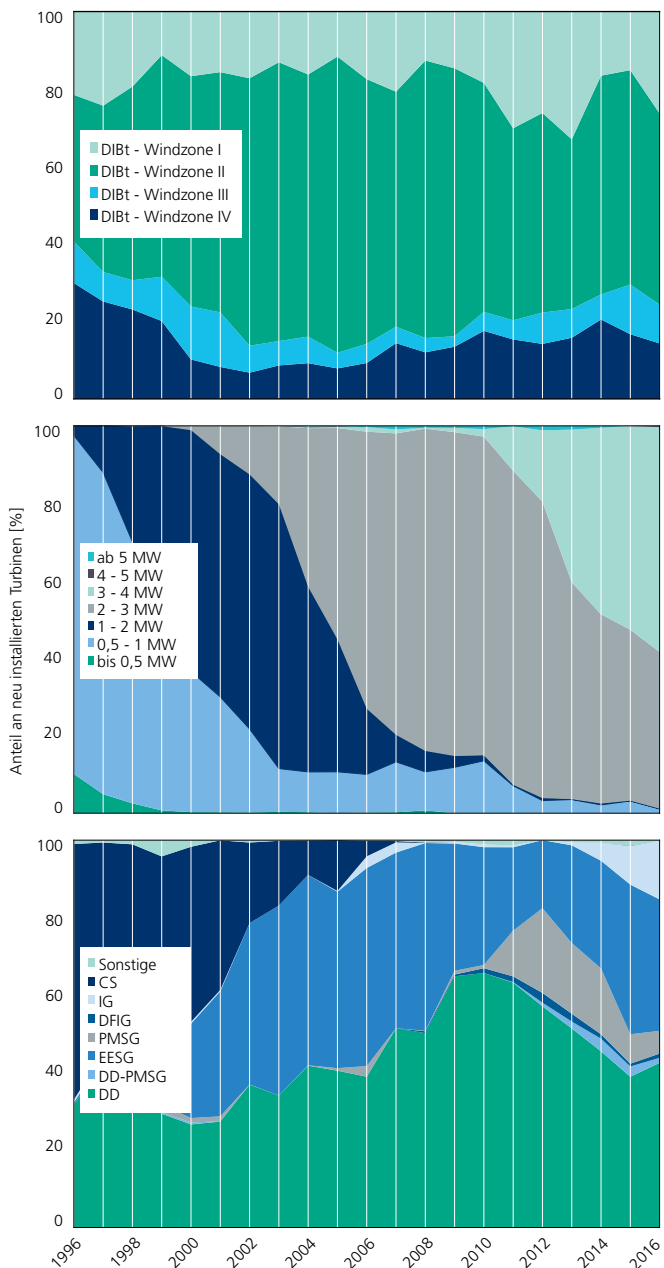 100
80
60
40
20
0
DIBt - Windzone I
DIBt - Windzone II
DIBt - Windzone III
DIBt - Windzone IV
Anteil an neu installierten Turbinen [%]
100
80
60
40
20
0
ab 5 MW
4 - 5 MW
3 - 4 MW
2 - 3 MW
1 - 2 MW
0,5 - 1 MW
bis 0,5 MW
100
80
60
40
20
0
Sonstige
CS
IG
DFIG
PMSG
EESG
DD-PMSG
DD
1996
1998
2000
2002
2004
2006
2008
2010
2012
2014
2016